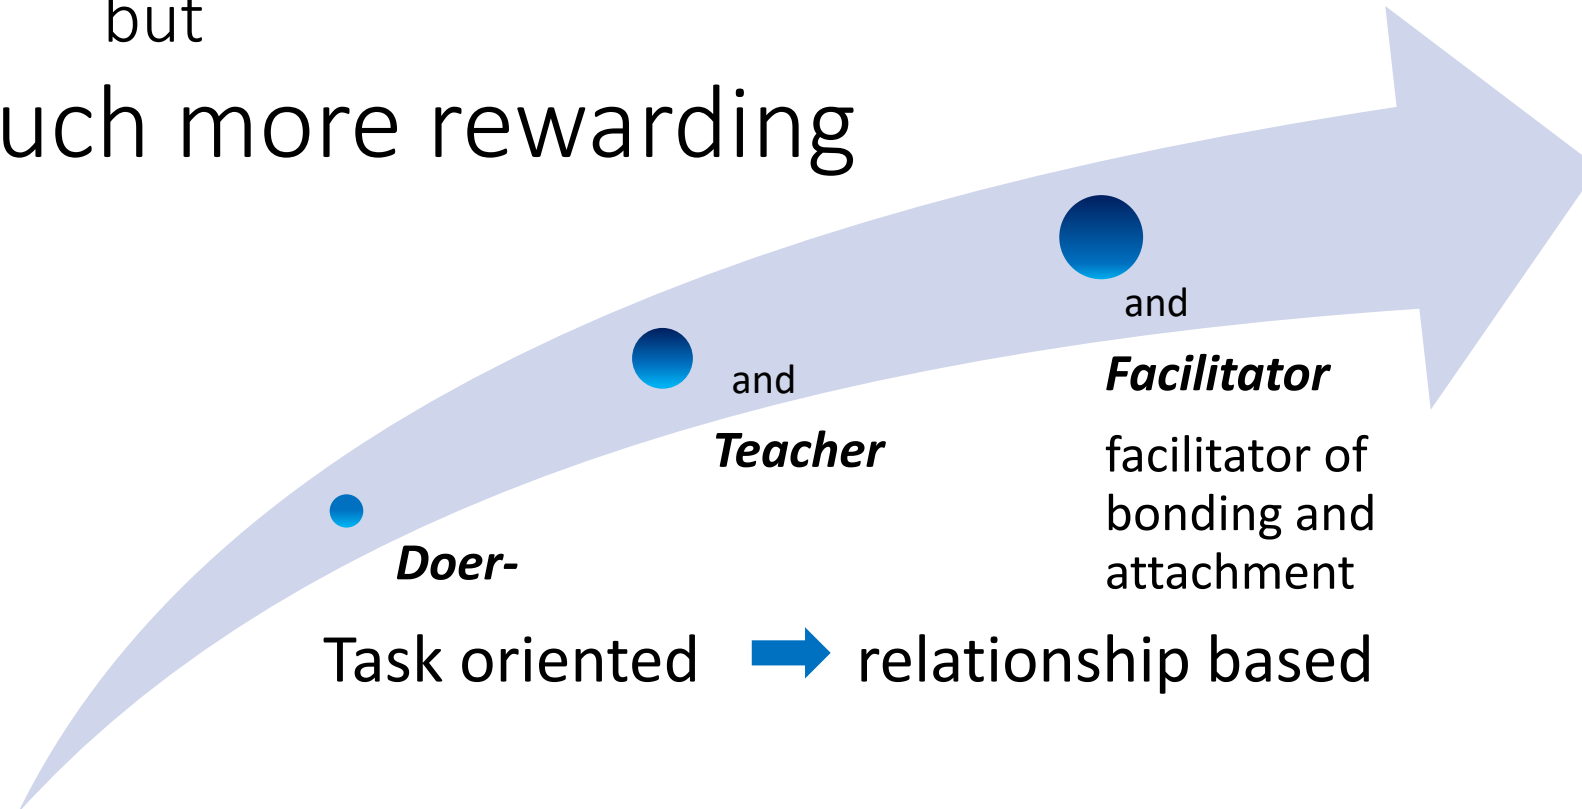 but
uch more rewarding
and
Facilitator
facilitator of
bonding and
attachment
and
Teacher
Doer-
Task oriented relationship based